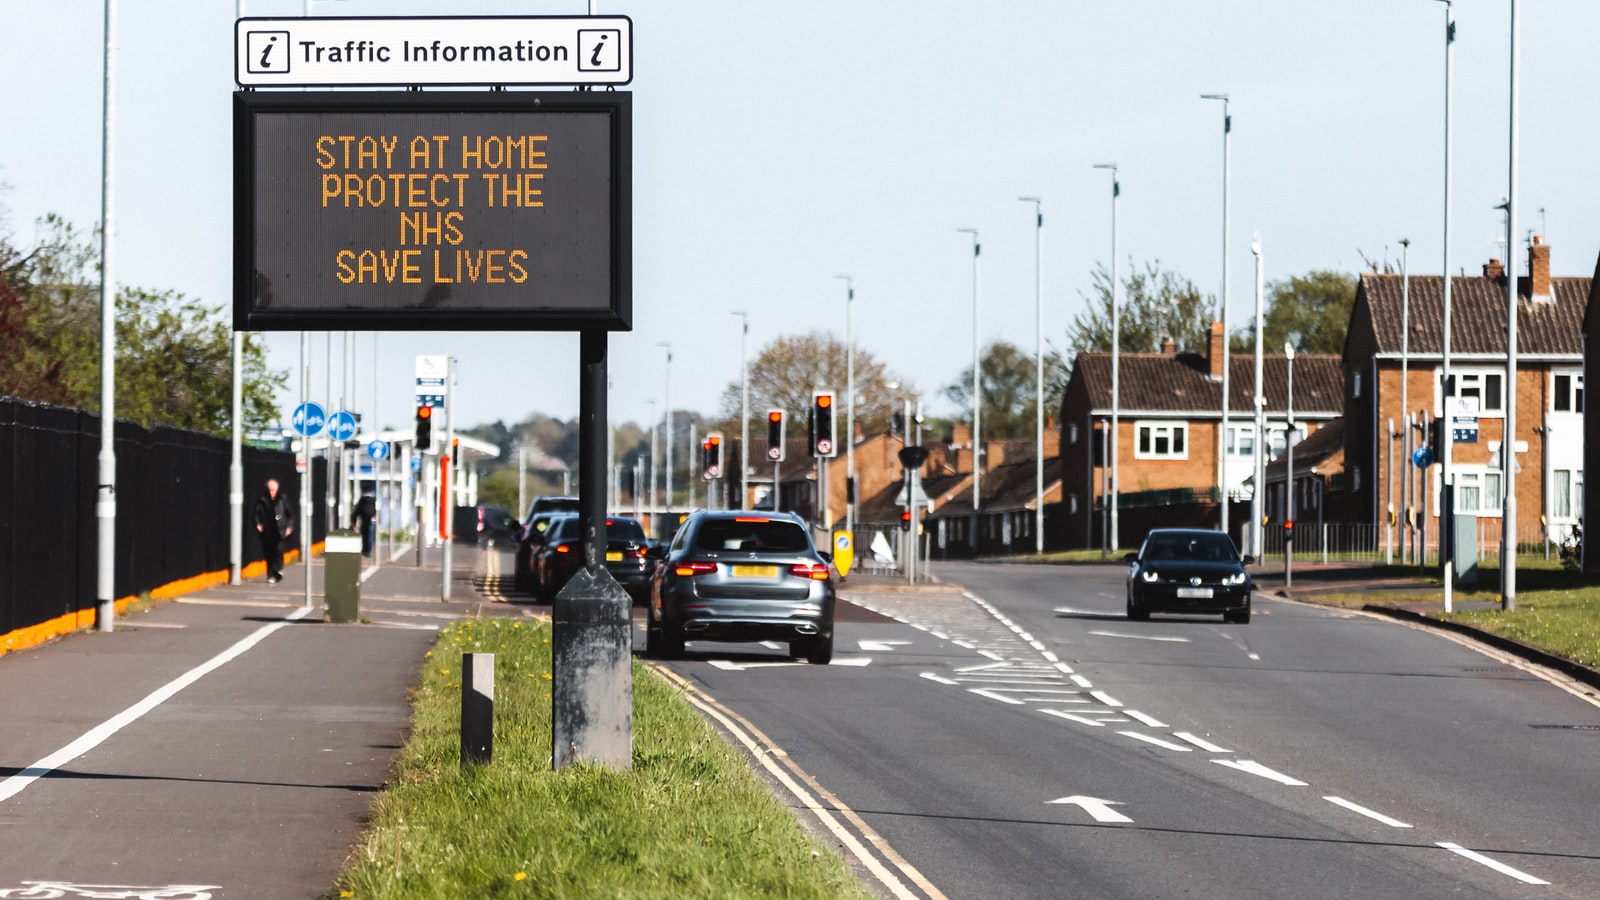 i Traffic Information i
STAY AT HOME
PROTECT THE
NHS
SAVE LIVES